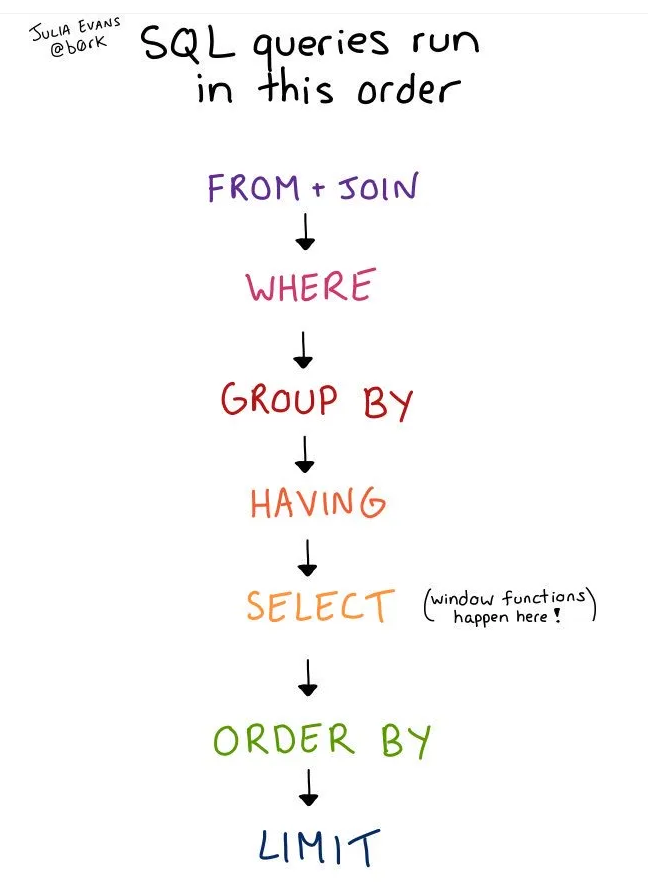 JULIA EVANS
@b0rk
SQL queries run
in this order
FROM + JOIN
WHERE
GROUP BY
HAVING
SELECT (window functions
happen here!)
ORDER BY
LIMIT